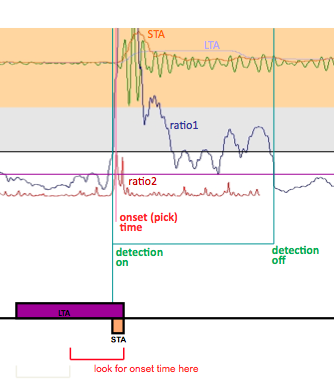 STA
LTA
ratio1
ratio2
onset (pick)
time
detection
on
detection
off
LTA
STA
look for onset time here